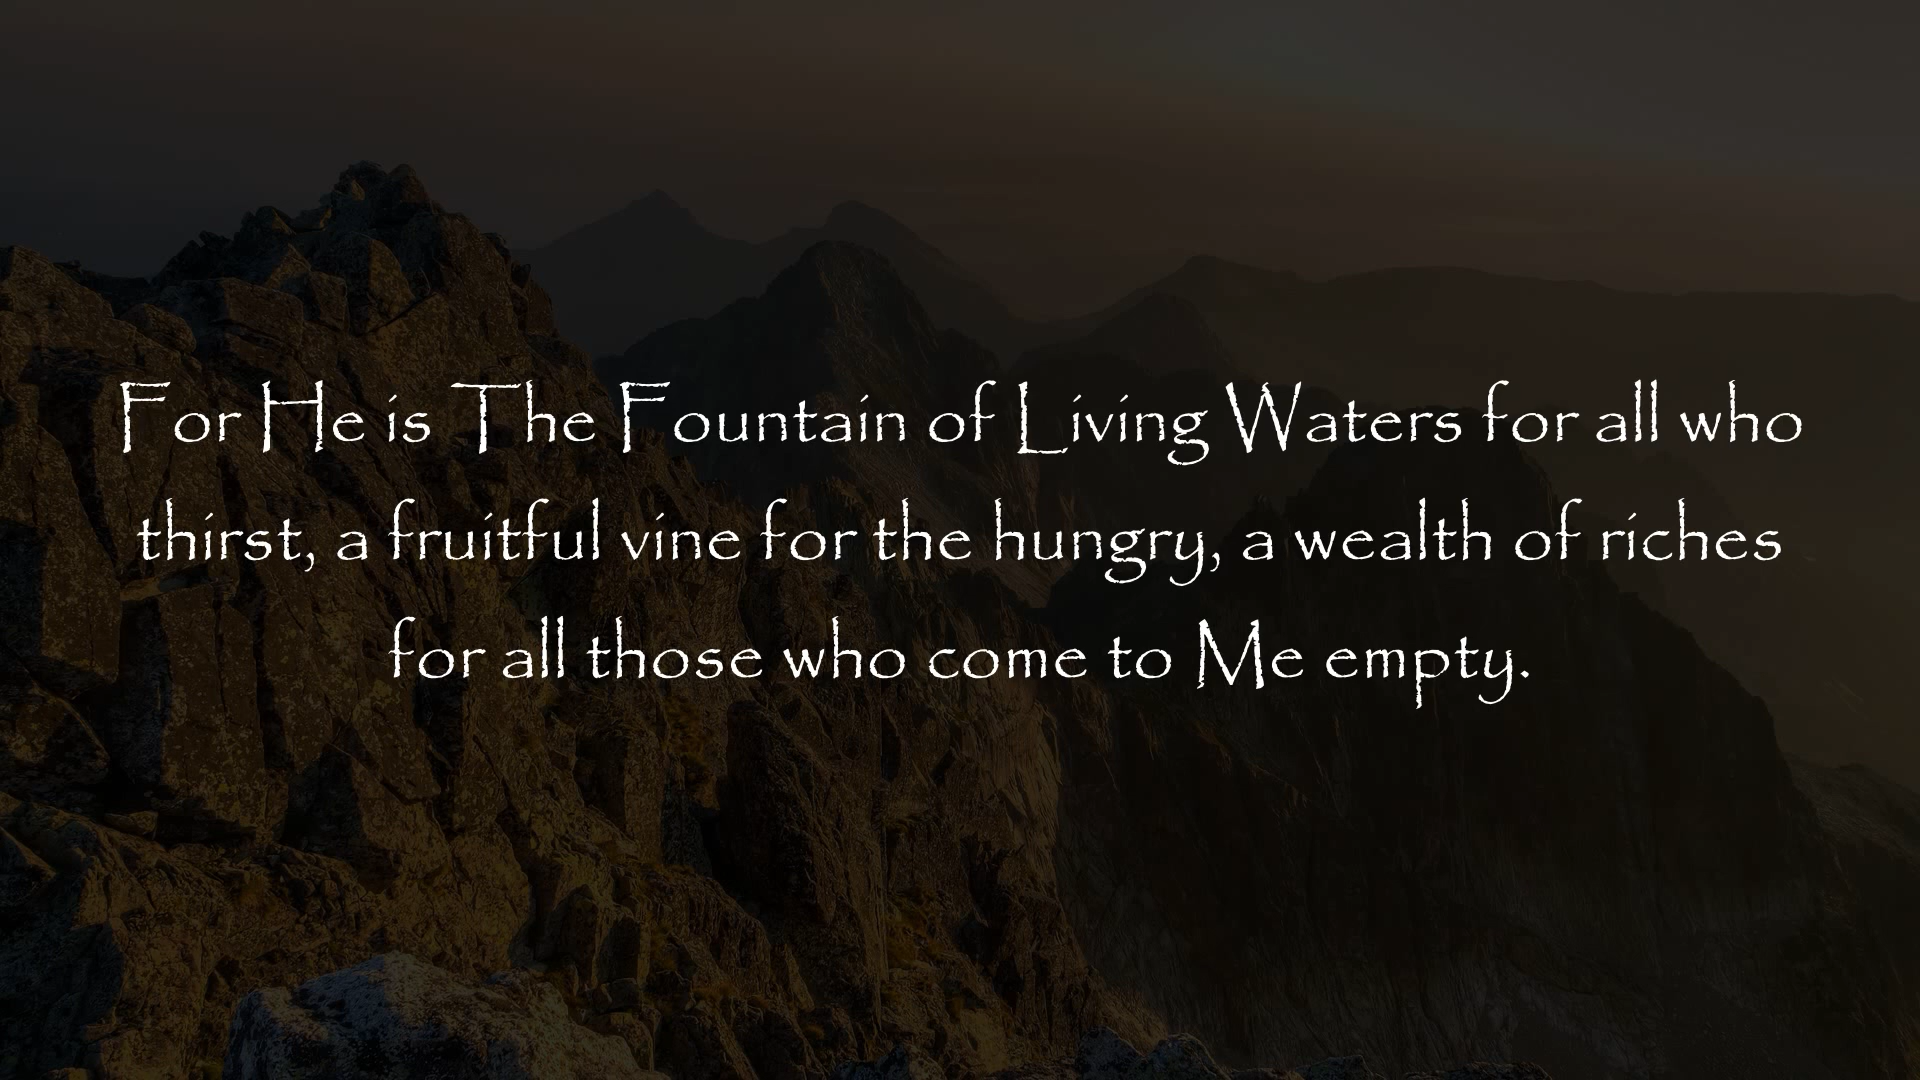 For He is The Fountain of Living Waters for all who
thirst, a fruitful vine for the hungry, a wealth of riches
for all those who come to Me empty.